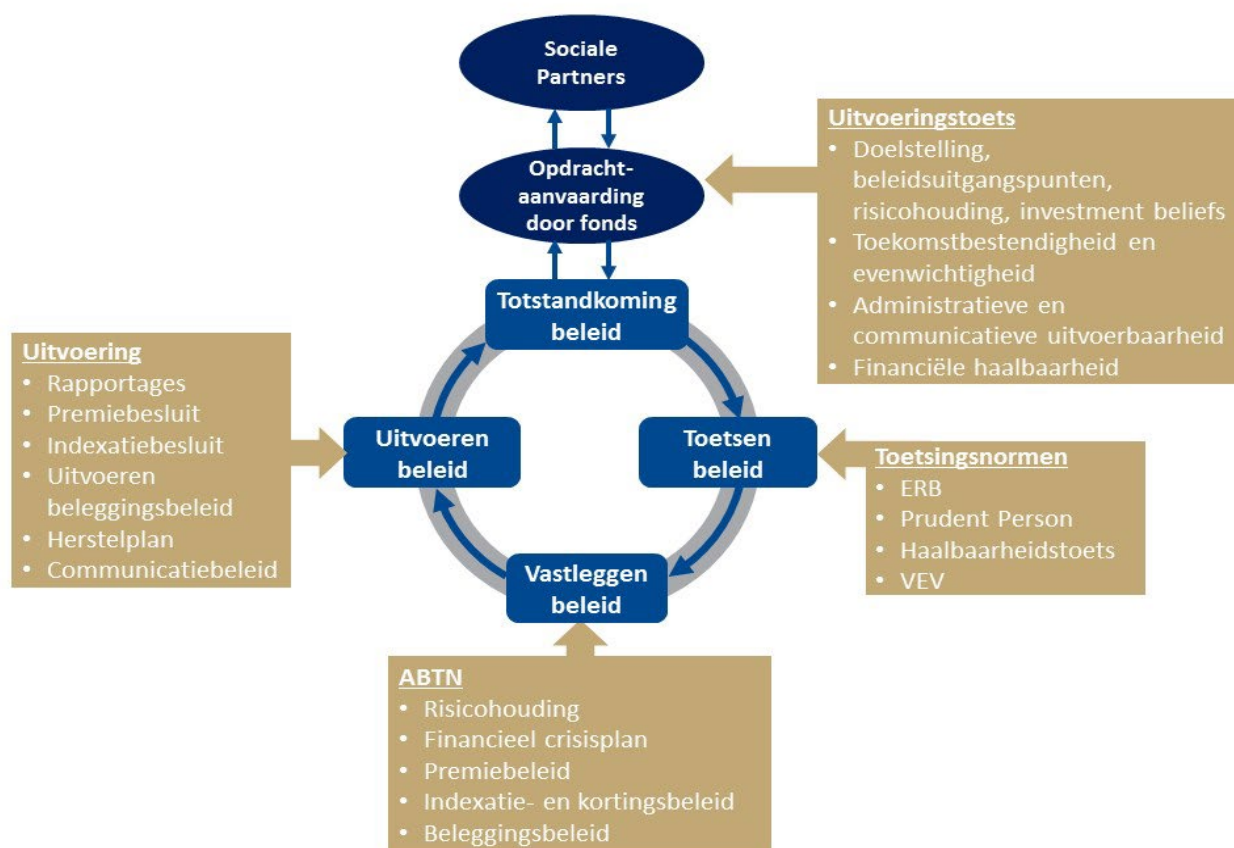 Sociale
Partners
Opdracht-
aanvaarding
door fonds
Uitvoeringstoets
• Doelstelling,
beleidsuitgangspunten,
risicohouding, investment beliefs
• Toekomstbestendigheid en
evenwichtigheid
• Administratieve en
communicatieve uitvoerbaarheid
• Financiële haalbaarheid
Totstandkoming
beleid
Uitvoering
• Rapportages
• Premiebesluit
• Indexatiebesluit
• Uitvoeren
beleggingsbeleid
• Herstelplan
• Communicatiebeleid
Uitvoeren
beleid
Toetsen
beleid
Toetsingsnormen
• ERB
• Prudent Person
• Haalbaarheidstoets
• VEV
Vastleggen
beleid
ABTN
• Risicohouding
• Financieel crisisplan
• Premiebeleid
• Indexatie- en kortingsbeleid
• Beleggingsbeleid